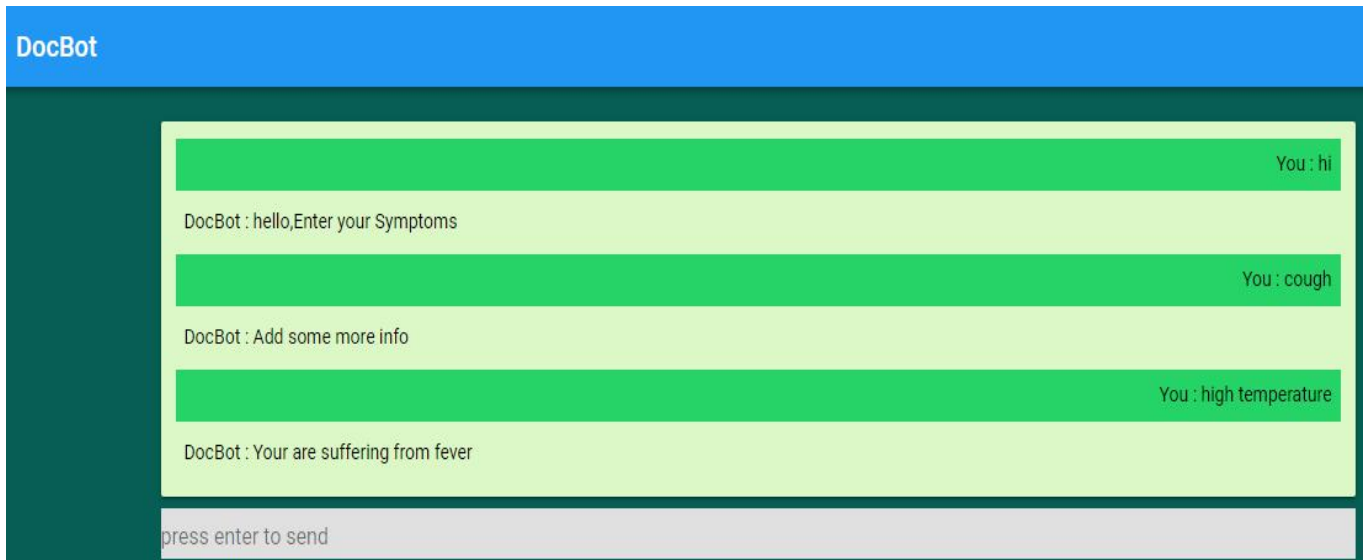 DocBot
You : hi
DocBot : hello,Enter your Symptoms
You : cough
DocBot : Add some more info
You : high temperature
DocBot : Your are suffering from fever
press enter to send